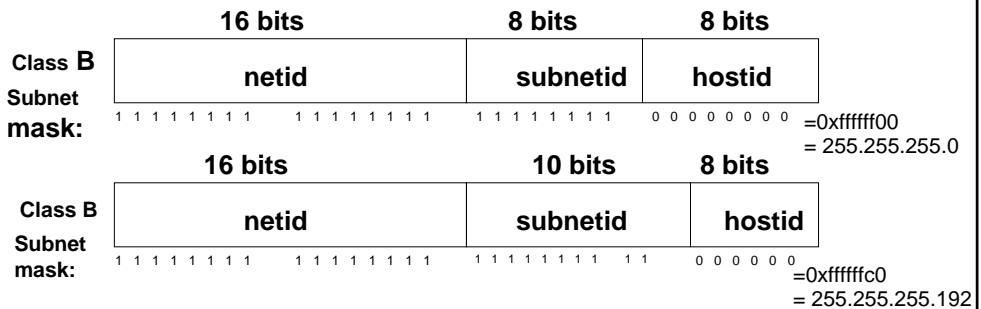 16 bits 8 bits 8 bits
Class B netid subnetid hostid
Subnet
mask: 1 1 1 1 1 1 1 1 1 1 1 1 1 1 1 1 1 1 1 1 1 1 1 1 0 0 0 0 0 0 0 0 =0xffffff00
= 255.255.255.0
16 bits 10 bits 8 bits
Class B netid subnetid hostid
Subnet
mask: 1 1 1 1 1 1 1 1 1 1 1 1 1 1 1 1 1 1 1 1 1 1 1 1 1 1 0 0 0 0 0 0
=0xffffffc0
= 255.255.255.192